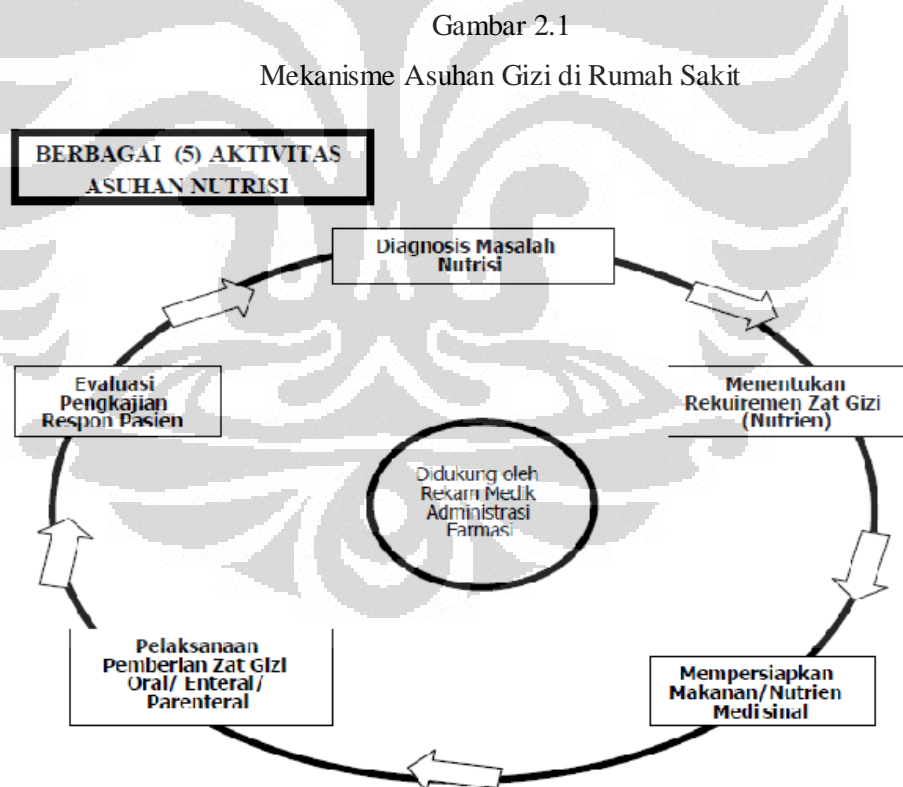 Gambar 2.1
Mekanisme Asuhan Gizi di Rumah Sakit
BERBAGAI (5) AKTIVITAS
ASUHAN NUTRISI
Diagnosis Masalah
Nutrisi
Evaluasi
Pengkajian
Respon Pasien
Menentukan
Rekuiremen Zat Gizi
(Nutrien)
Didukung oleh
Rekam Medik
Administrasi
Farmasi
Pelaksanaan
Pemberian Zat Gizi
Oral/ Enteral/
Parenteral
Mempersiapkan
Makanan/Nutrien
Medisinal